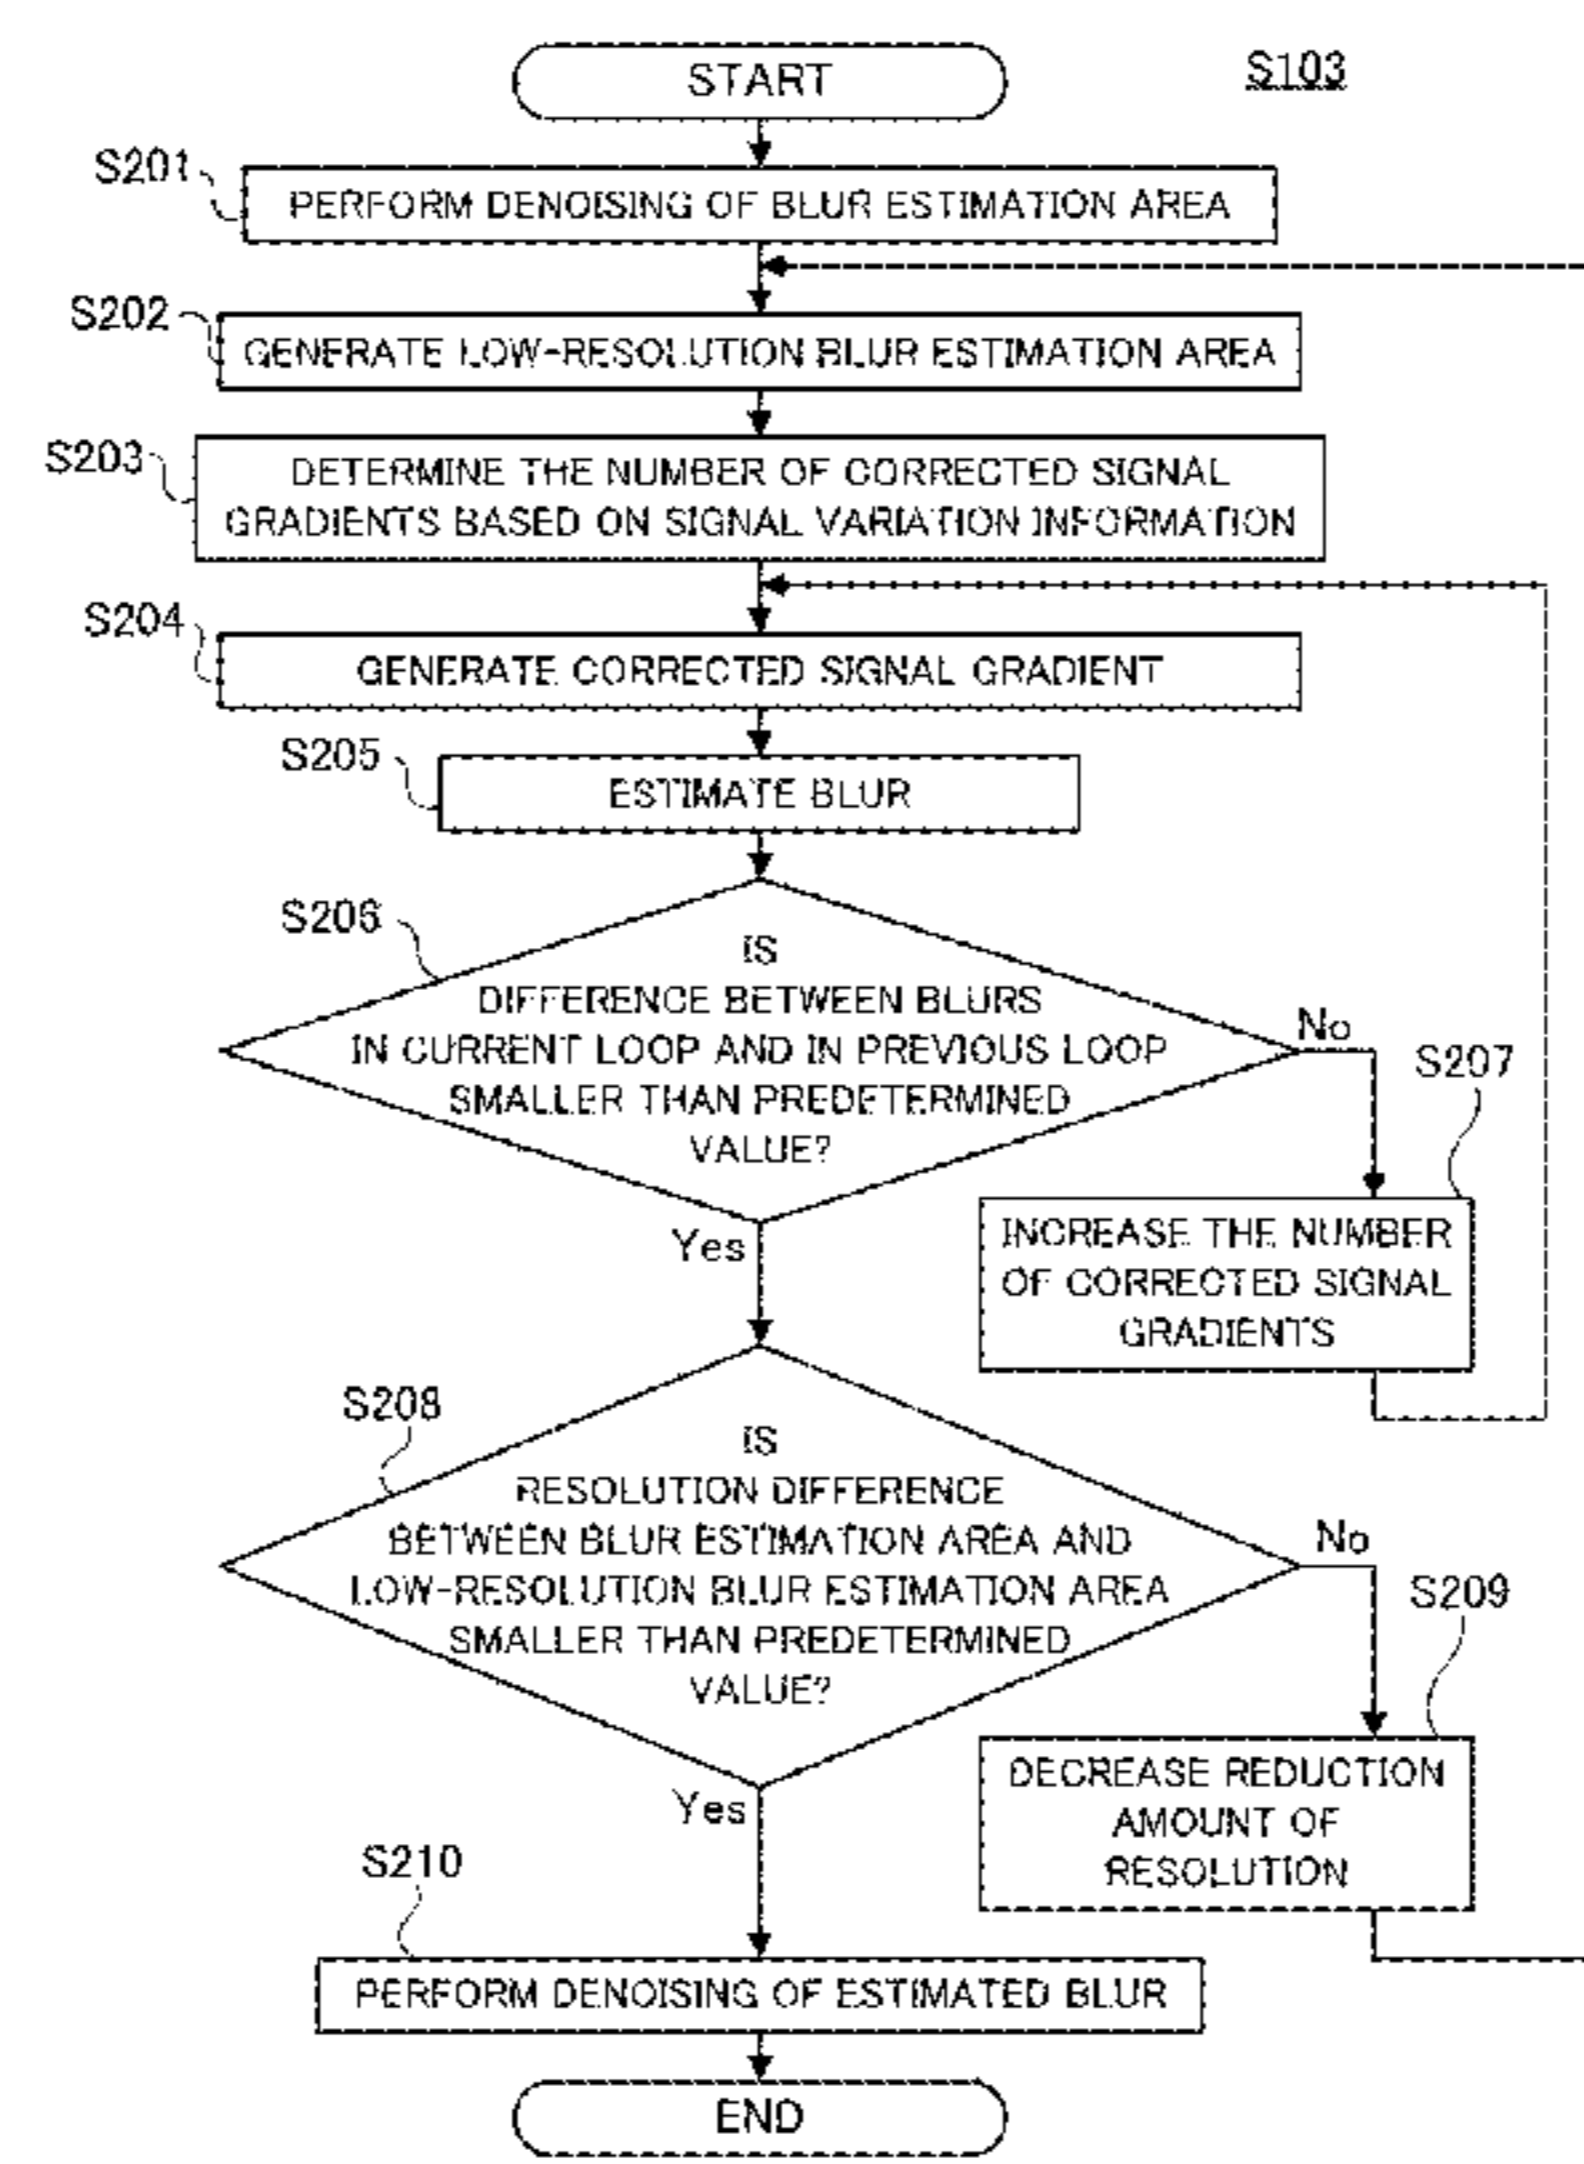 START
S103
S201
PERFORM DENOISING OF BLUR ESTIMATION AREA
S202
GENERATE LOW-RESOLUTION BLUR ESTIMATION AREA
S203
DETERMINE THE NUMBER OF CORRECTED SIGNAL
GRADIENTS BASED ON SIGNAL VARIATION INFORMATION
S204
GENERATE CORRECTED SIGNAL GRADIENT
S205
ESTIMATE BLUR
S206
IS
DIFFERENCE BETWEEN BLURS
IN CURRENT LOOP AND IN PREVIOUS LOOP
SMALLER THAN PREDETERMINED
VALUE?
No
Yes
S207
INCREASE THE NUMBER
OF CORRECTED SIGNAL
GRADIENTS
S208
IS
RESOLUTION DIFFERENCE
BETWEEN BLUR ESTIMATION AREA AND
LOW-RESOLUTION BLUR ESTIMATION AREA
SMALLER THAN PREDETERMINED
VALUE?
No
Yes
S209
DECREASE REDUCTION
AMOUNT OF
RESOLUTION
S210
PERFORM DENOISING OF ESTIMATED BLUR
END